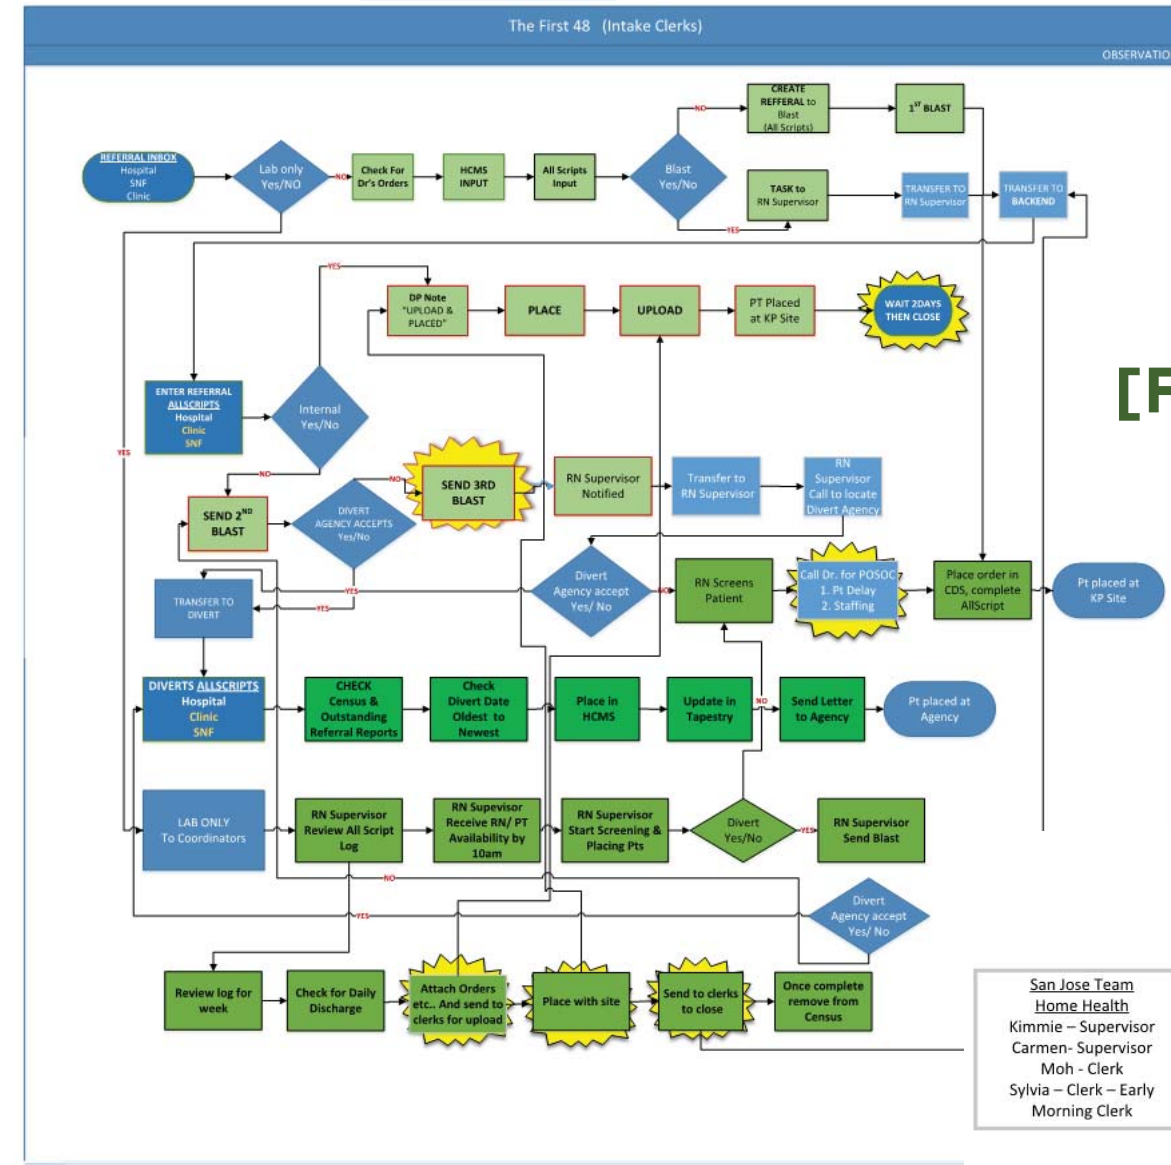 The First 48   (Intake Clerks)
OBSERVATIO
CREATE
REFFERAL to
Blast
(All Scripts)
1ST BLAST
NO
REFERRAL INBOX
Hospital
SNF
Clinic
Lab only
Yes/NO
NO
Check For
Dr's Orders
HCMS
INPUT
All Scripts
Input
Blast
Yes/No
TASK to
RN Supervisor
TRANSFER TO
RN Supervisor
TRANSFER TO
BACKEND
YES
YES
DP Note
"UPLOAD &
PLACED"
PLACE
UPLOAD
PT Placed
at KP Site
WAIT 2DAYS
THEN CLOSE
[F
ENTER REFERRAL
ALLSCRIPTS
Hospital
Clinic
SNF
Internal
Yes/No
YES
NO
SEND 2ND
BLAST
DIVERT
AGENCY ACCEPTS
Yes/No
NO
SEND 3RD
BLAST
RN Supervisor
Notified
Transfer to
RN Supervisor
RN
Supervisor
Call to locate
Divert Agency
TRANSFER TO
DIVERT
YES
YES
Divert
Agency accept
Yes/ No
NO
RN Screens
Patient
Call Dr. for POSOC
1. Pt Delay
2. Staffing
Place order in
CDS, complete
AllScript
Pt placed at
KP Site
DIVERTS ALLSCRIPTS
Hospital
Clinic
SNF
CHECK
Census &
Outstanding
Referral Reports
Check
Divert Date
Oldest  to
Newest
Place in
HCMS
Update in
Tapestry
NO
Send Letter
to Agency
Pt placed at
Agency
LAB ONLY
To Coordinators
RN Supervisor
Review All Script
Log
RN Supevisor
Receive RN/ PT
Availability by
10am
RN Supervisor
Start Screening &
Placing Pts
Divert
Yes/No
YES
RN Supervisor
Send Blast
NO
YES
Divert
Agency accept
Yes/ No
Review log for
week
Check for Daily
Discharge
Attach Orders
etc.. And send to
clerks for upload
Place with site
Send to clerks
to close
Once complete
remove from
Census
San Jose Team
Home Health
Kimmie – Supervisor
Carmen- Supervisor
Moh - Clerk
Sylvia – Clerk – Early
Morning Clerk